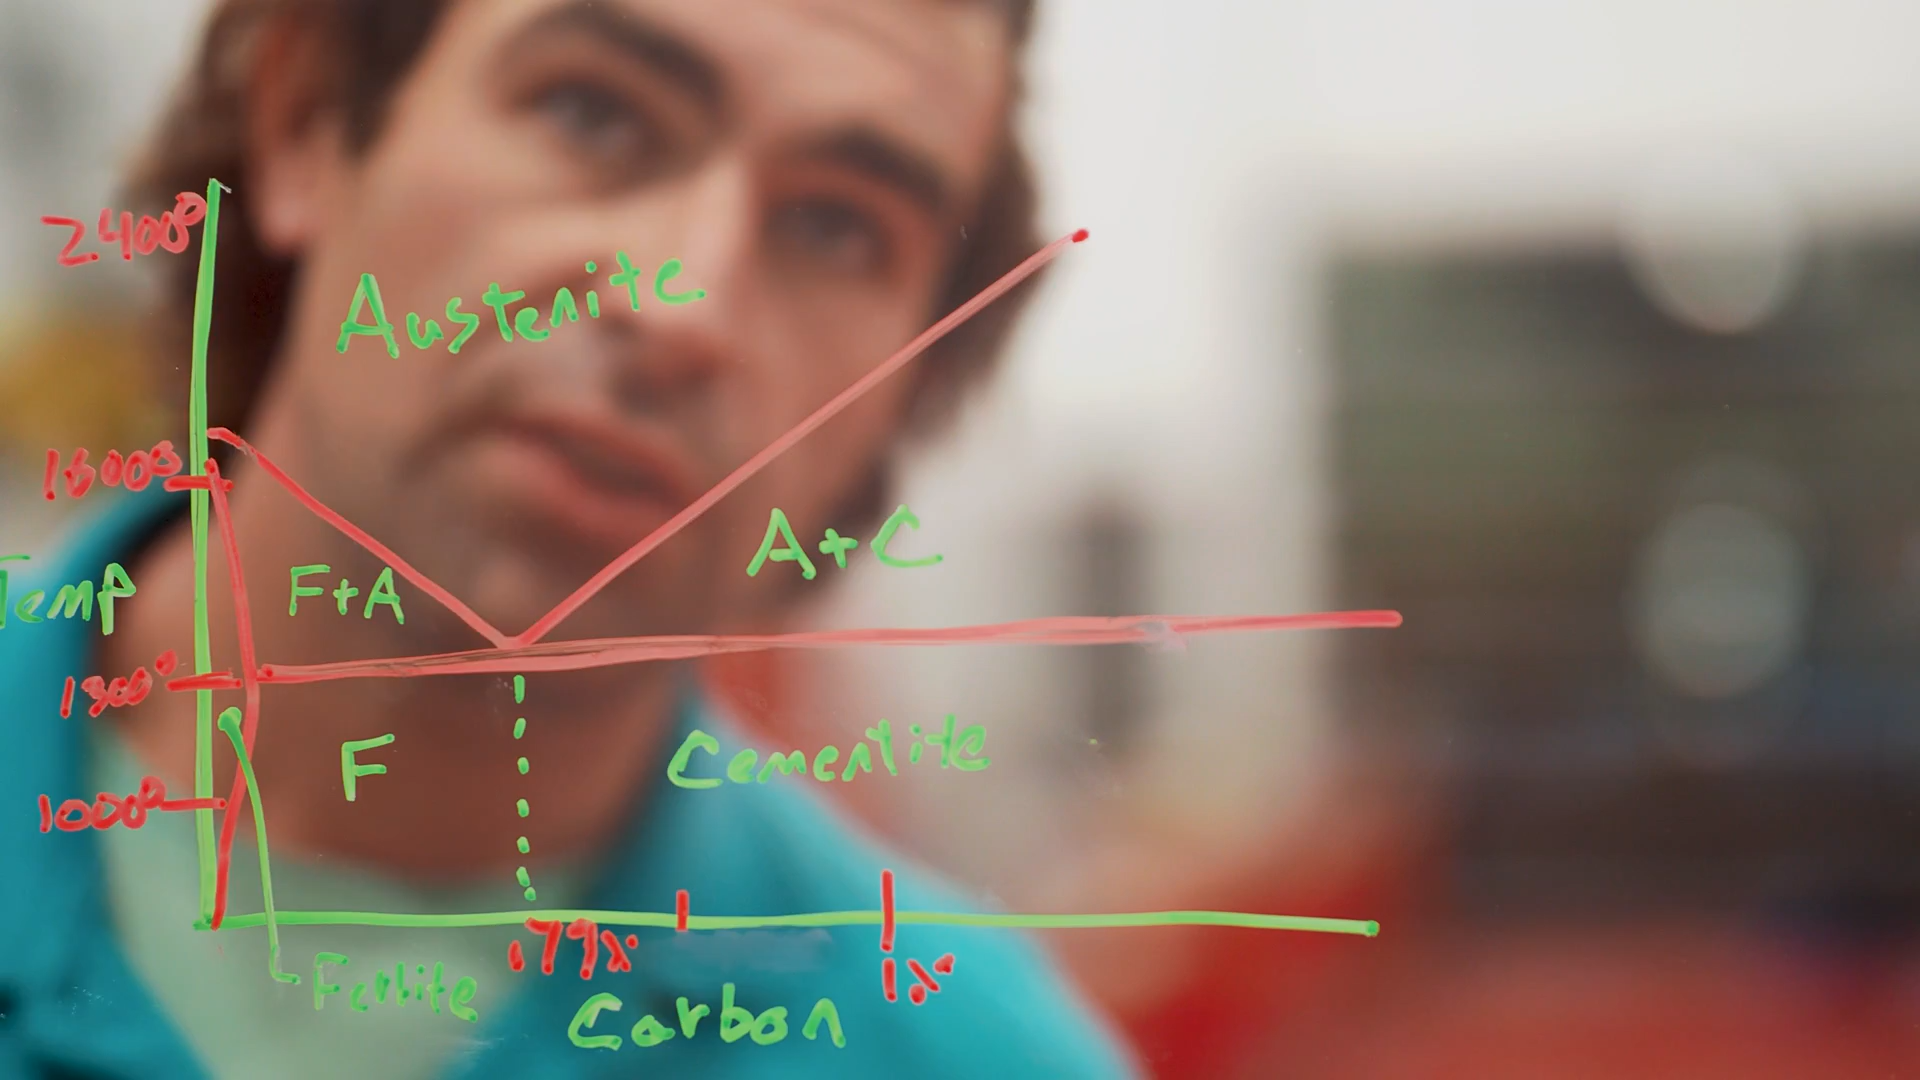 2400°
Austenite
1600°
A+C
F+A
Temp
1300°
F
Cementite
1000°
.77%
1%
Ferrite
Carbon